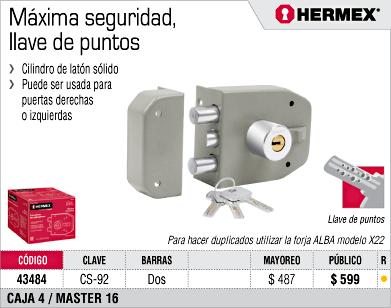 Máxima seguridad,
llave de puntos
HERMEX®
Cilindro de latón sólido
Puede ser usada para
puertas derechas
o izquierdas
HERMEX
Llave de puntos
Para hacer duplicados utilizar la forja ALBA modelo X22
CÓDIGO CLAVE BARRAS MAYOREO PÚBLICO R
43484 CS-92 Dos $ 487 $ 599
CAJA 4 / MASTER 16